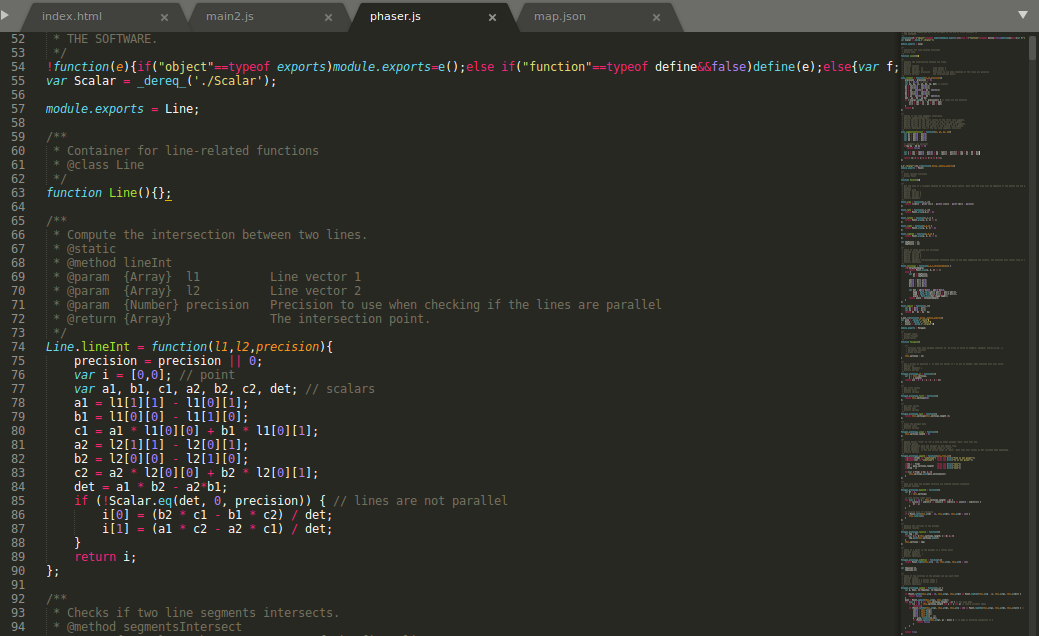 index.html × main2.js × phaser.js × map.json ×
52 * THE SOFTWARE.
53 */
54 !function(e){if("object"==typeof exports)module.exports=e();else if("function"==typeof define&&false)define(e);else{var f;
55 var Scalar = _dereq_('./Scalar');
56
57 module.exports = Line;
58
59 /**
60 * Container for line-related functions
61 * @class Line
62 */
63 function Line(){};
64
65 /**
66 * Compute the intersection between two lines.
67 * @static
68 * @method lineInt
69 * @param {Array} l1 Line vector 1
70 * @param {Array} l2 Line vector 2
71 * @param {Number} precision Precision to use when checking if the lines are parallel
72 * @return {Array} The intersection point.
73 */
74 Line.lineInt = function(l1,l2,precision){
75 precision = precision || 0;
76 var i = [0,0]; // point
77 var a1, b1, c1, a2, b2, c2, det; // scalars
78 a1 = l1[1][1] - l1[0][1];
79 b1 = l1[0][0] - l1[1][0];
80 c1 = a1 * l1[0][0] + b1 * l1[0][1];
81 a2 = l2[1][1] - l2[0][1];
82 b2 = l2[0][0] - l2[1][0];
83 c2 = a2 * l2[0][0] + b2 * l2[0][1];
84 det = a1 * b2 - a2*b1;
85 if (!Scalar.eq(det, 0, precision)) { // lines are not parallel
86 i[0] = (b2 * c1 - b1 * c2) / det;
87 i[1] = (a1 * c2 - a2 * c1) / det;
88 }
89 return i;
90 };
91
92 /**
93 * Checks if two line segments intersects.
94 * @method segmentsIntersect